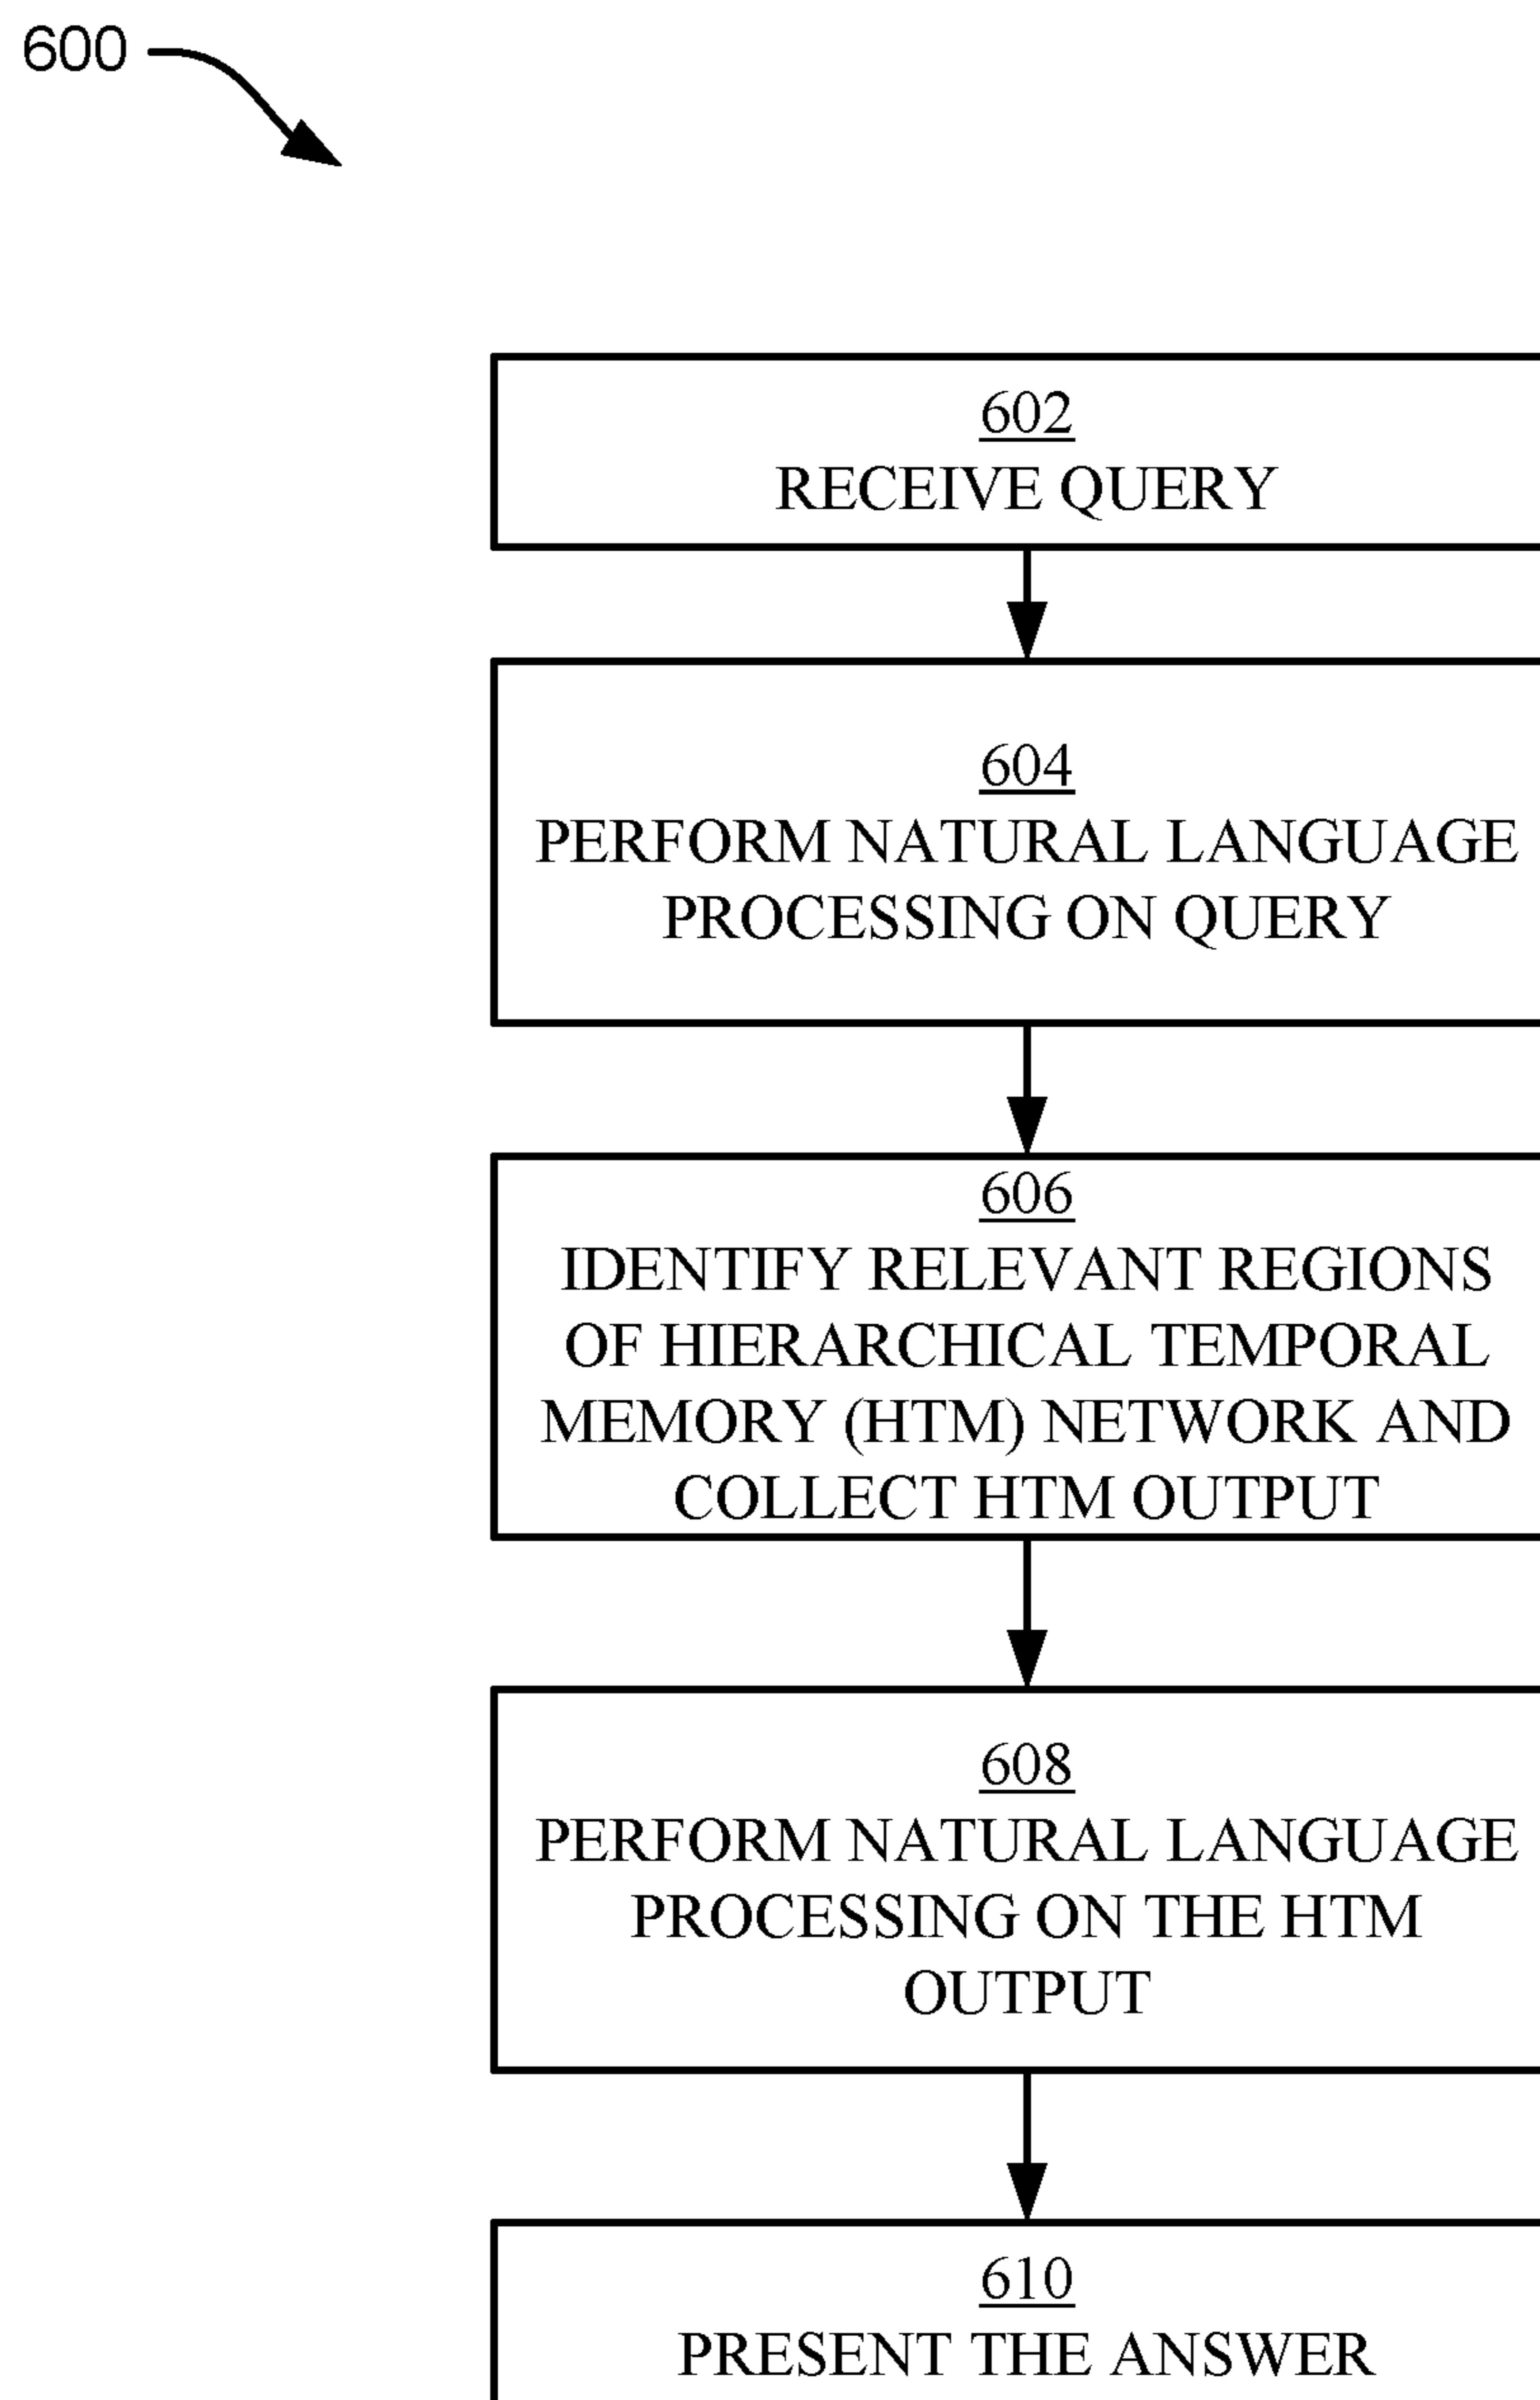 600
602
RECEIVE QUERY
604
PERFORM NATURAL LANGUAGE
PROCESSING ON QUERY
606
IDENTIFY RELEVANT REGIONS
OF HIERARCHICAL TEMPORAL
MEMORY (HTM) NETWORK AND
COLLECT HTM OUTPUT
608
PERFORM NATURAL LANGUAGE
PROCESSING ON THE HTM
OUTPUT
610
PRESENT THE ANSWER